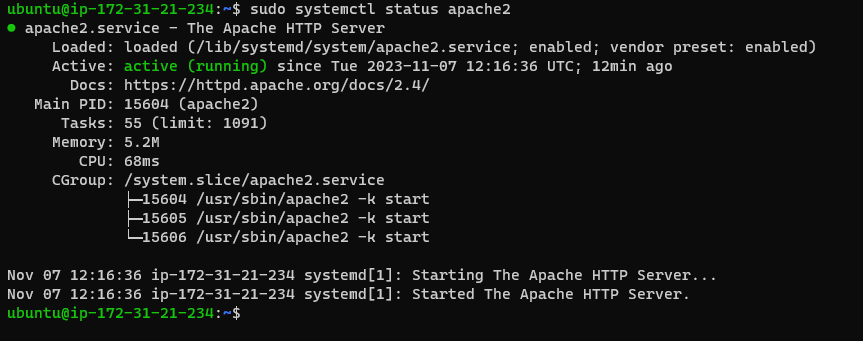 ubuntu@ip-172-31-21-234:~$ sudo systemctl status apache2
● apache2.service - The Apache HTTP Server
     Loaded: loaded (/lib/systemd/system/apache2.service; enabled; vendor preset: enabled)
     Active: active (running) since Tue 2023-11-07 12:16:36 UTC; 12min ago
       Docs: https://httpd.apache.org/docs/2.4/
   Main PID: 15604 (apache2)
      Tasks: 55 (limit: 1091)
     Memory: 5.2M
        CPU: 68ms
     CGroup: /system.slice/apache2.service
             ├─15604 /usr/sbin/apache2 -k start
             ├─15605 /usr/sbin/apache2 -k start
             └─15606 /usr/sbin/apache2 -k start

Nov 07 12:16:36 ip-172-31-21-234 systemd[1]: Starting The Apache HTTP Server...
Nov 07 12:16:36 ip-172-31-21-234 systemd[1]: Started The Apache HTTP Server.
ubuntu@ip-172-31-21-234:~$